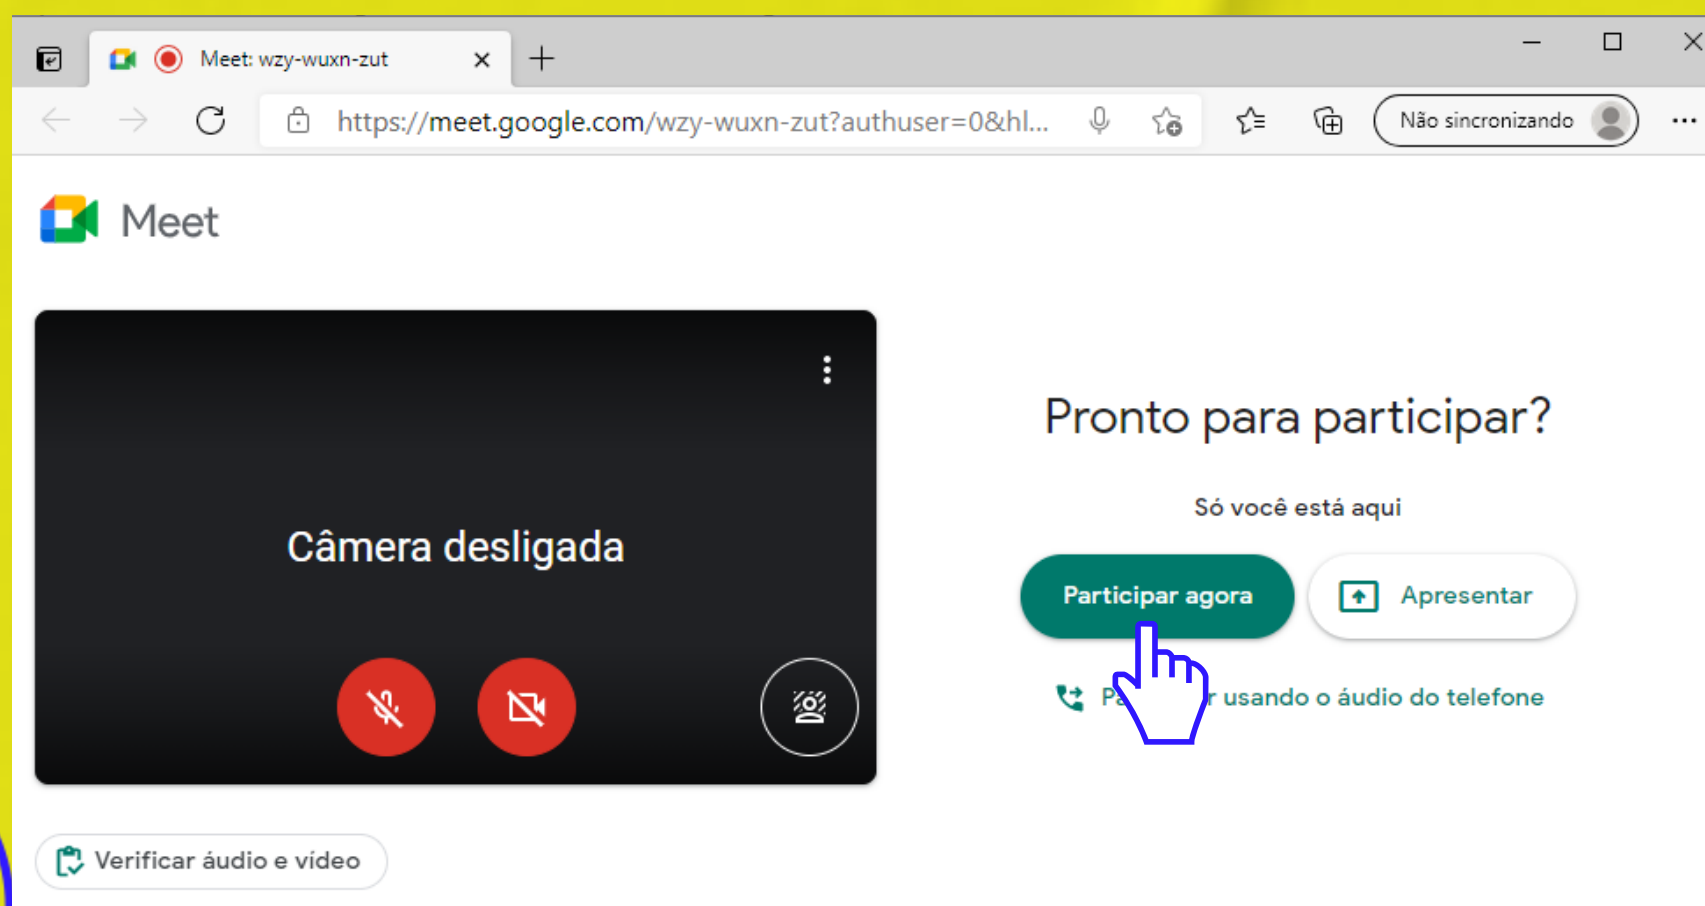 Meet: wzy-wuxn-zut
https://meet.google.com/wzy-wuxn-zut?authuser=0&hl...
Não sincronizando
Meet
Câmera desligada
Pronto para participar?
Só você está aqui
Participar agora
Apresentar
usando o áudio do telefone
Verificar áudio e vídeo